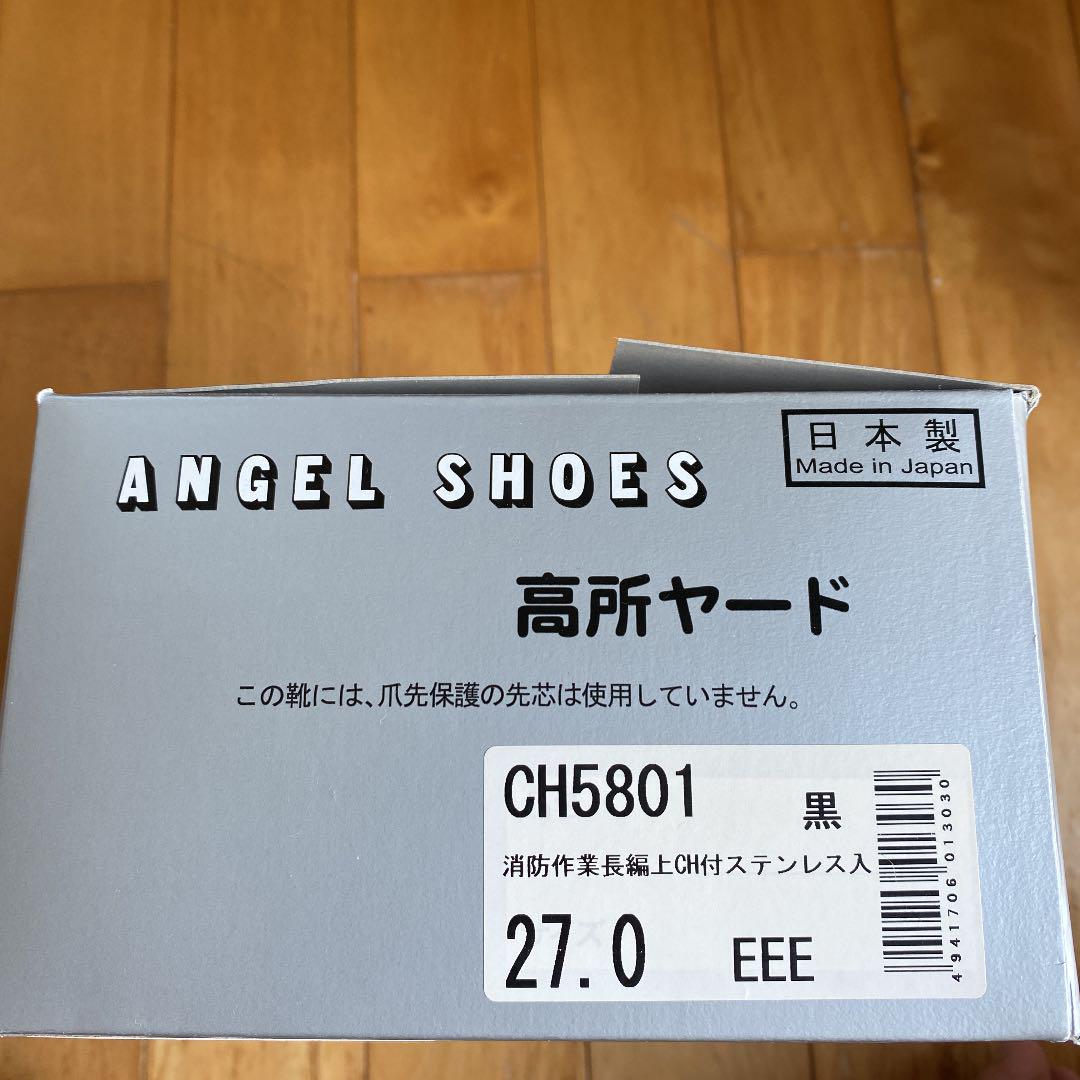 ANGEL SHOES
日本製
Made in Japan
高所ヤード
この靴には、爪先保護の先芯は使用していません。
CH5801
黒
消防作業長編上CH付ステンレス入
27.0
EEE
4941706013030